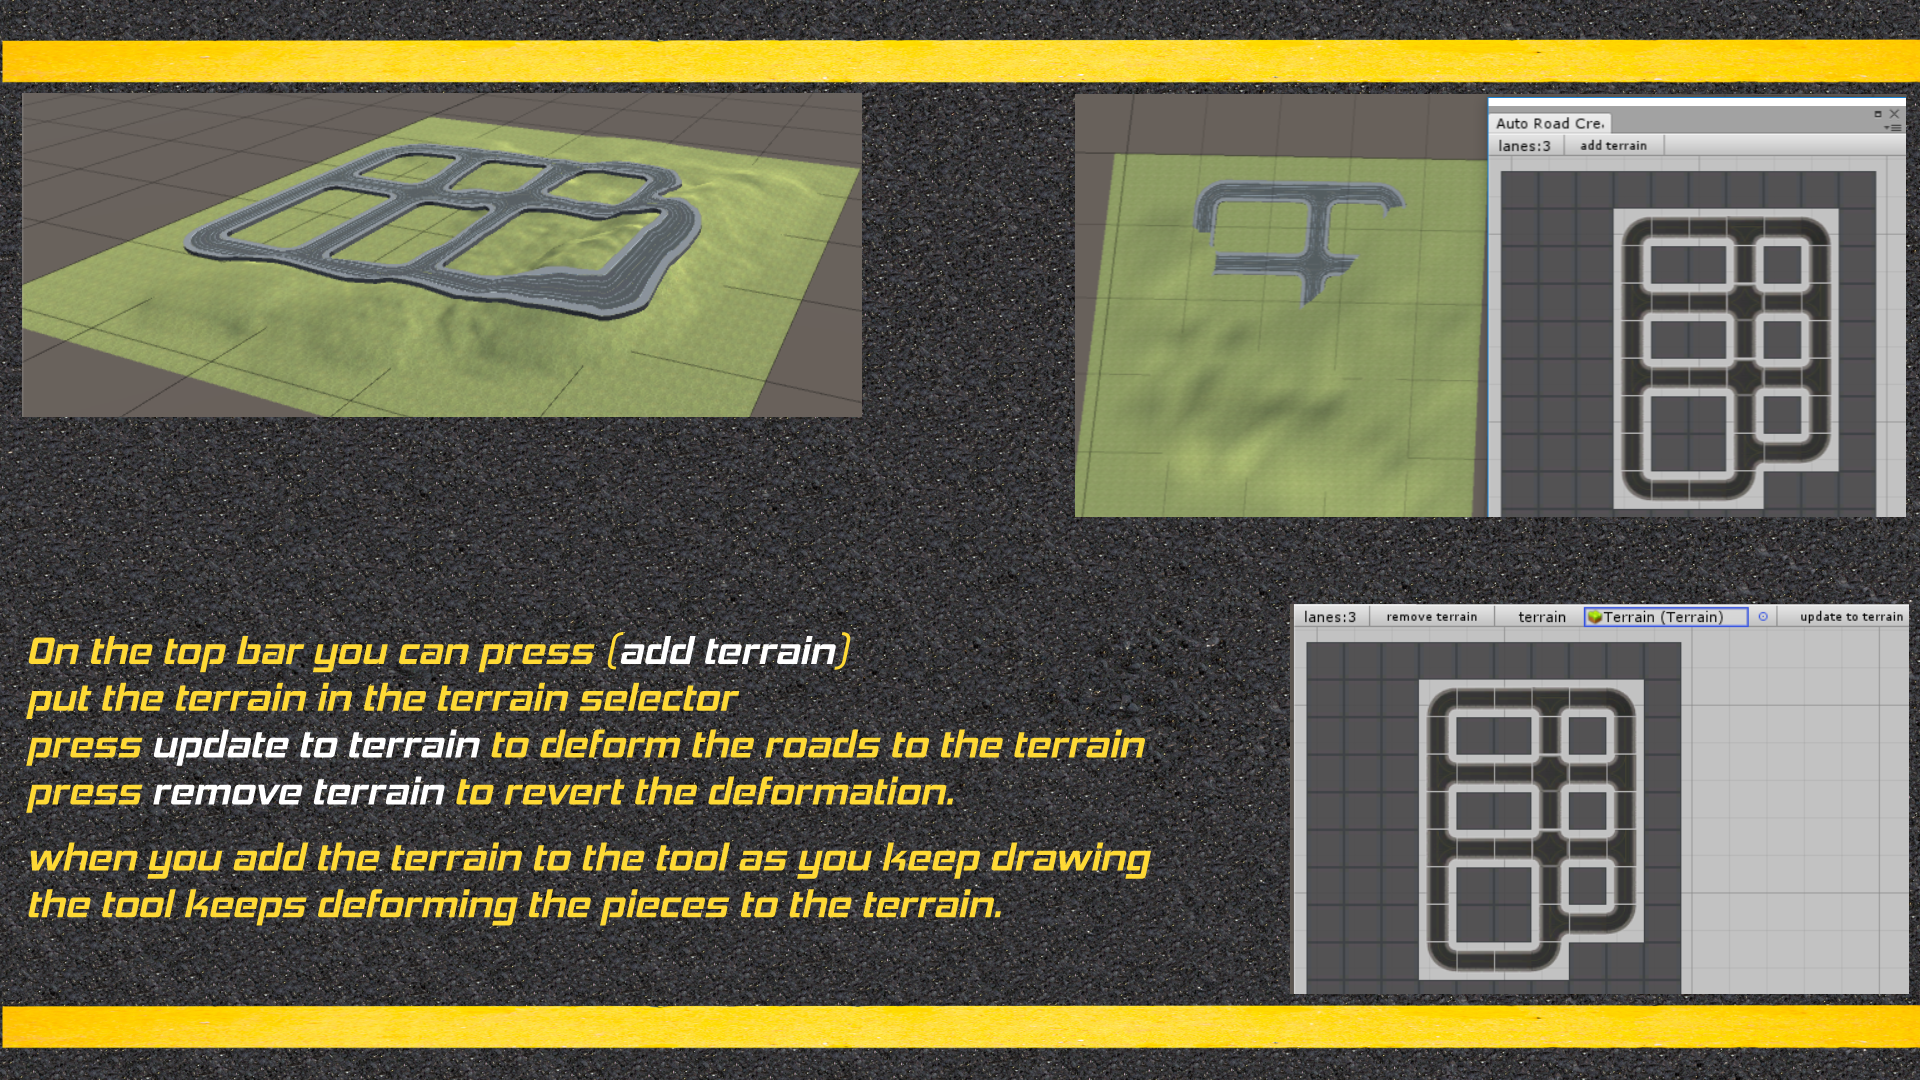 Auto Road Cre.
lanes:3 add terrain
lanes:3 remove terrain terrain Terrain (Terrain) update to terrain
On the top bar you can press (add terrain)
put the terrain in the terrain selector
press update to terrain to deform the roads to the terrain
press remove terrain to revert the deformation.
when you add the terrain to the tool as you keep drawing
the tool keeps deforming the pieces to the terrain.